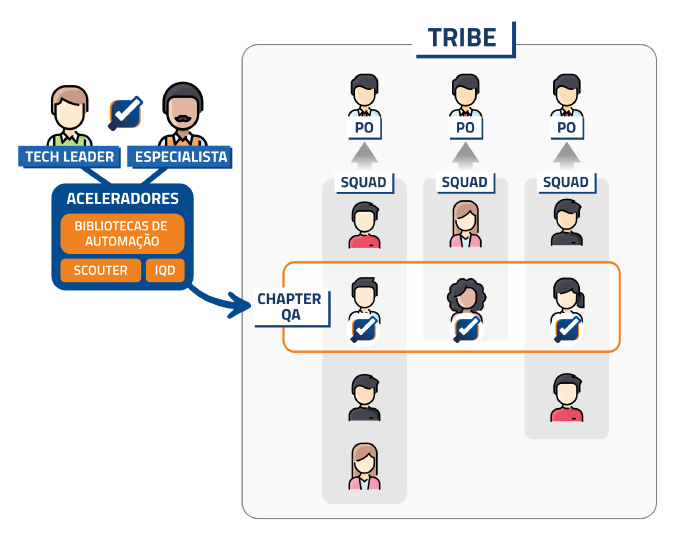 TRIBE
TECH LEADER
ESPECIALISTA
ACELERADORES
BIBLIOTECAS DE
AUTOMAÇÃO
SCOUTER
IQD
PO
PO
PO
SQUAD
SQUAD
SQUAD
CHAPTER
QA